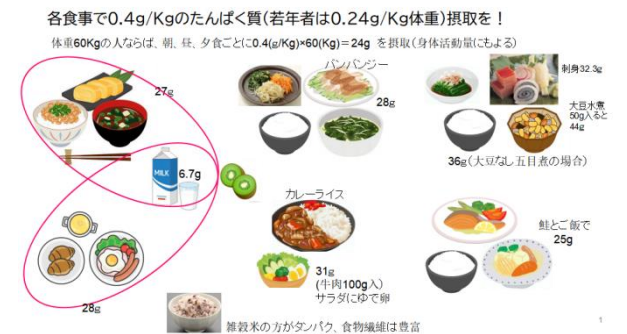 各食事で0.4g/Kgのたんぱく質(若年者は0.24g/Kg体重)摂取を！
体重60Kgの人ならば、朝、昼、夕食ごとに0.4(g/Kg)×60(Kg)＝24g を摂取(身体活動量にもよる)
27g
MILK
6.7g
28g
バンバンジー
28g
カレーライス
31g
(牛肉100g入)
サラダにゆで卵
刺身32.3g
大豆水煮
50g入ると
44g
36g(大豆なし五目煮の場合)
鮭とご飯で
25g
雑穀米の方がタンパク、食物繊維は豊富
1